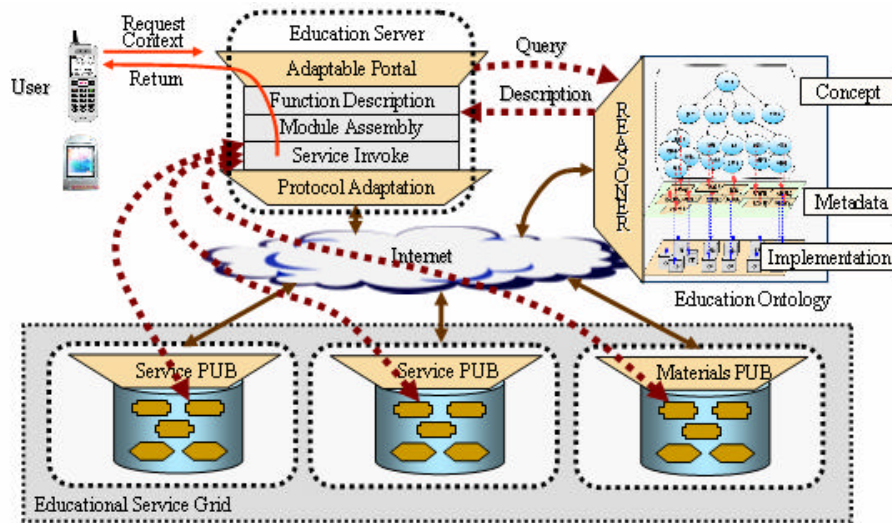 Request
Context
Return
User
Education Server
Adaptable Portal
Function Description
Module Assembly
Service Invoke
Protocol Adaptation
Query
Description
REASONER
Concept
Metadata
Implementation
Education Ontology
Internet
Service PUB
Service PUB
Materials PUB
Educational Service Grid